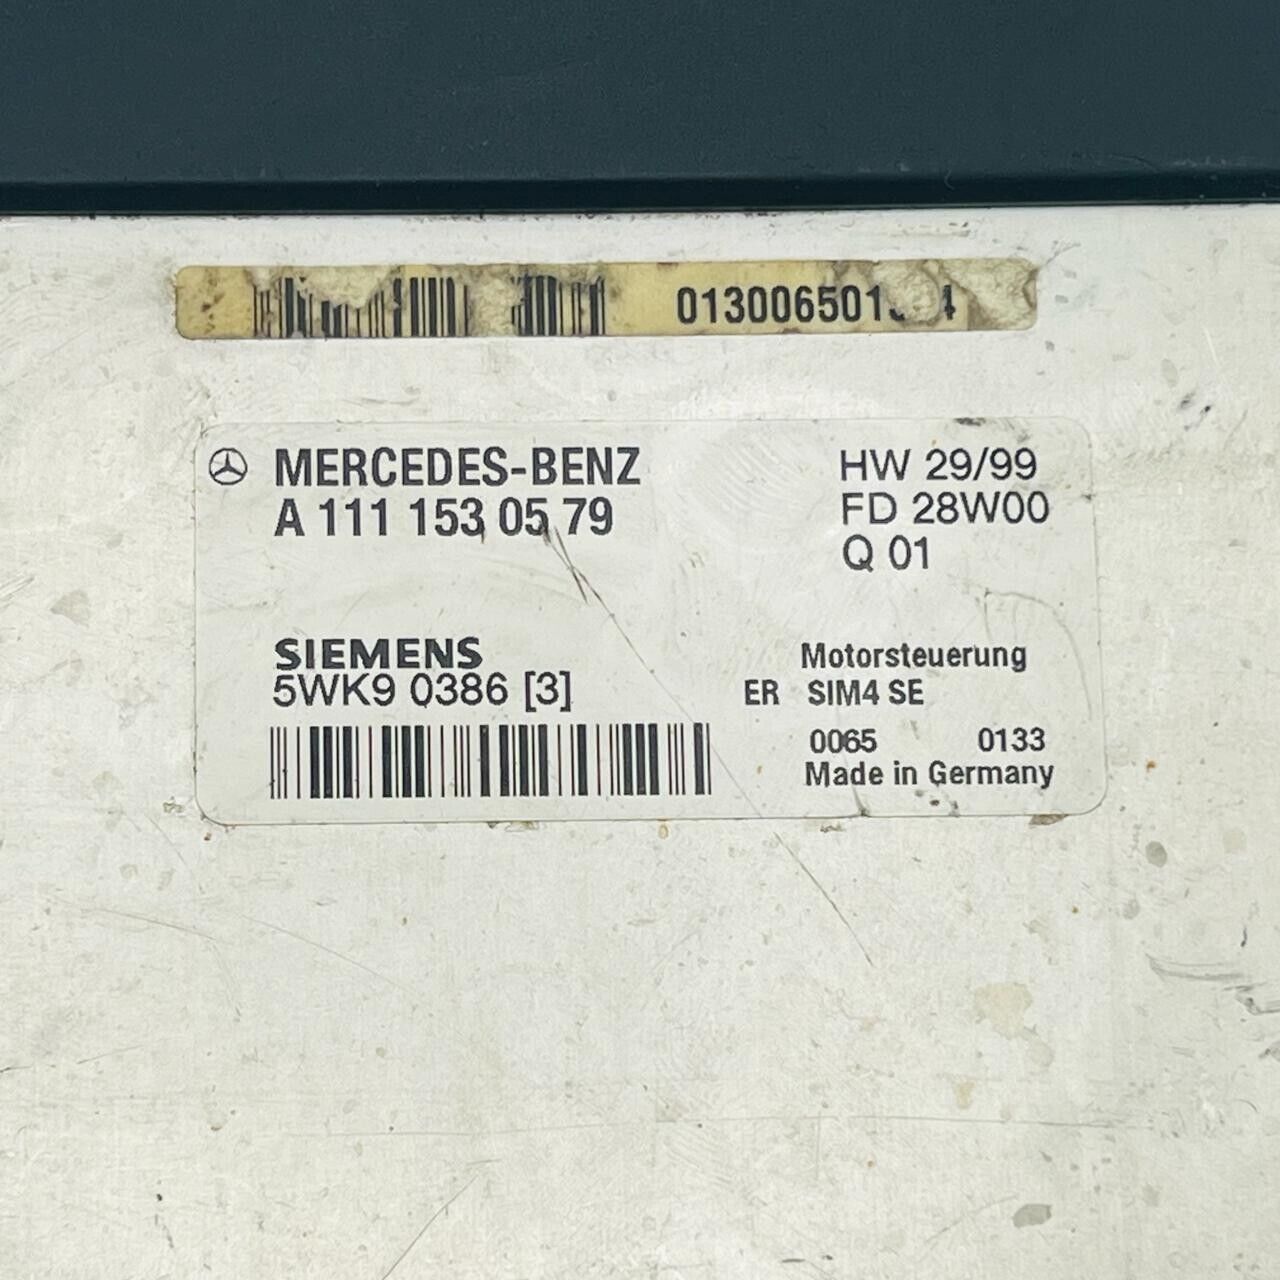 MERCEDES-BENZ
A 111 153 05 79
HW 29/99
FD 28W00
Q 01
SIEMENS
5WK9 0386 [3]
Motorsteuerung
ER SIM4 SE
0065 0133
Made in Germany